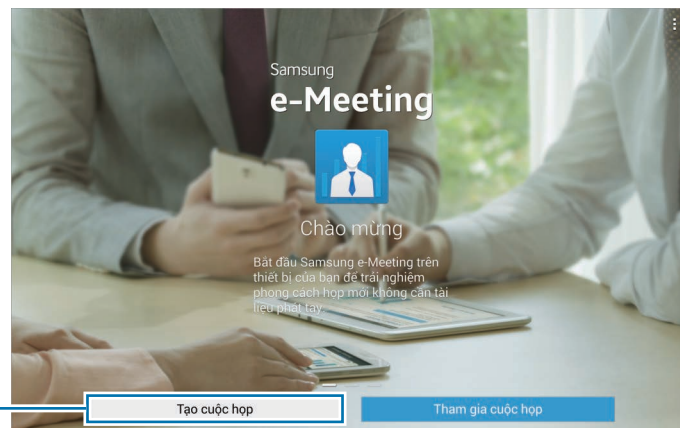 Samsung
e-Meeting
Chào mừng
Bắt đầu Samsung e-Meeting trên
thiết bị của bạn để trải nghiệm
phong cách họp mới không cần tài
liệu phát tay
Tạo cuộc họp
Tham gia cuộc họp